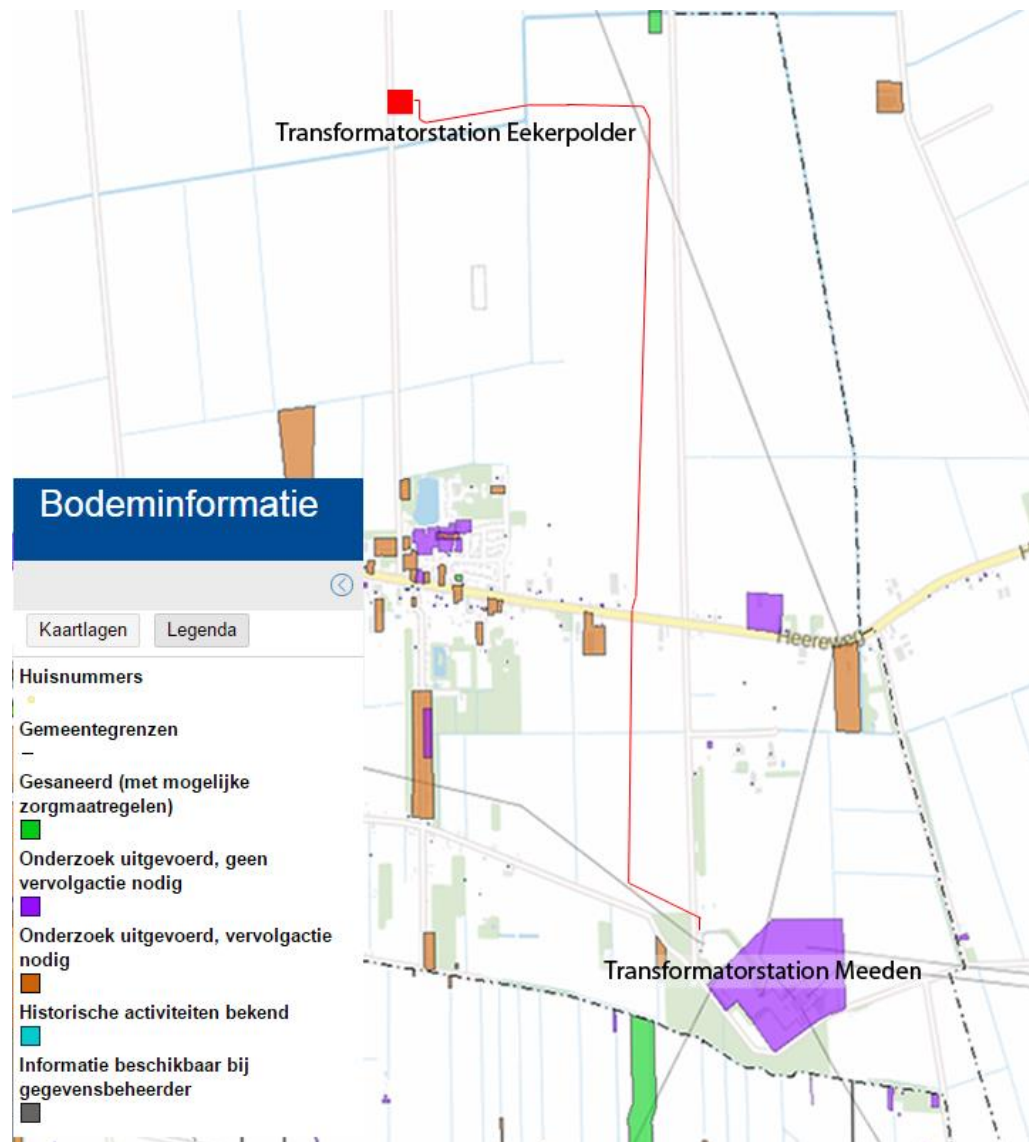 Transformatorstation Eekerpolder
Bodeminformatie
Kaartlagen
Legenda
Heereweg
Huisnummers
Gemeentegrenzen
Gesaneerd (met mogelijke
zorgmaatregelen)
Onderzoek uitgevoerd, geen
vervolgactie nodig
Onderzoek uitgevoerd, vervolgactie
nodig
Transformatorstation Meeden
Historische activiteiten bekend
Informatie beschikbaar bij
gegevensbeheerder